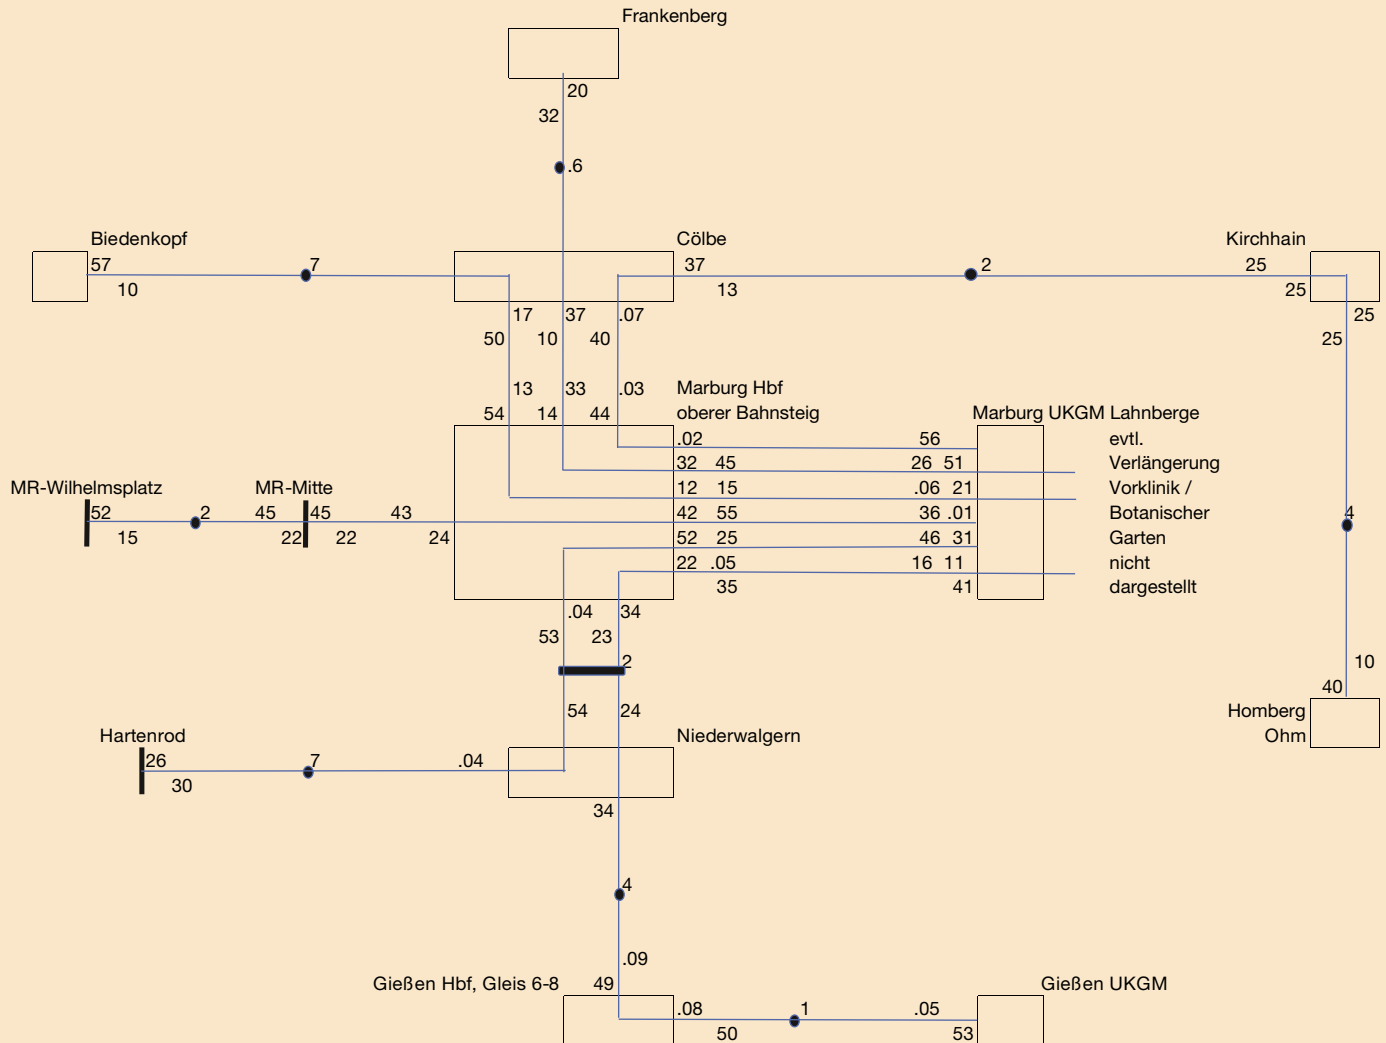 Frankenberg
20
32
.6
Biedenkopf
Cölbe
Kirchhain
57
7
37
2
25
10
13
25
17 37 .07
25
50 10 40
25
13 33 .03
Marburg Hbf
54 14 44
oberer Bahnsteig
Marburg UKGM Lahnberge
.02 56
evtl.
32 45 26 51
Verlängerung
MR-Wilhelmsplatz
MR-Mitte
12 15 .06 21
Vorklinik /
52 2 45 45 43
42 55 36 .01
Botanischer
4
15 22 22 24
52 25 46 31
Garten
22 .05 16 11
nicht
35 41
dargestellt
.04 34
53 23
2
10
40
54 24
Homberg
Ohm
Hartenrod
Niederwalgern
26 7 .04
30
34
4
.09
Gießen Hbf, Gleis 6-8
49
Gießen UKGM
.08 1 .05
50 53